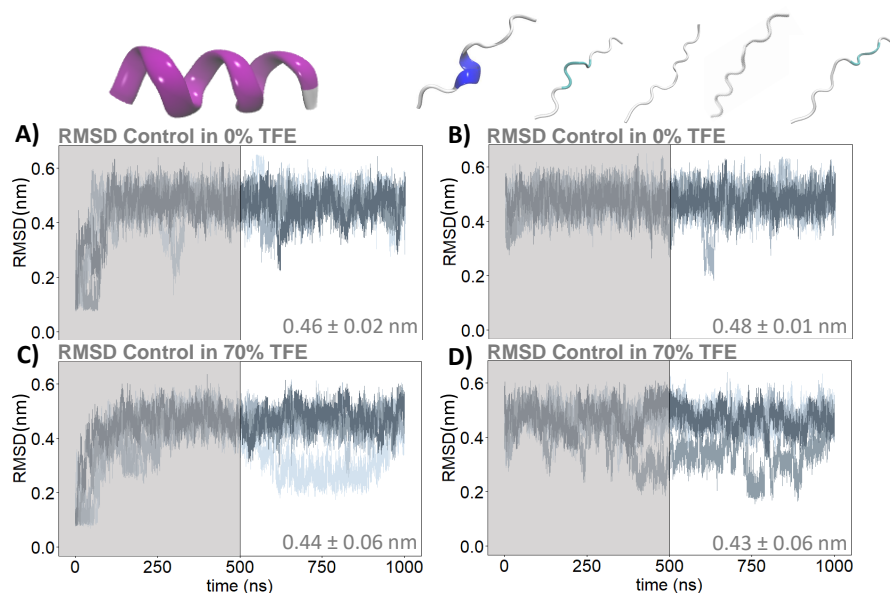 A) RMSD Control in 0% TFE
RMSD(nm)
0.6
0.4
0.2
0.0
0.46 ± 0.02 nm
B) RMSD Control in 0% TFE
RMSD(nm)
0.6
0.4
0.2
0.0
0.48 ± 0.01 nm
C) RMSD Control in 70% TFE
RMSD(nm)
0.6
0.4
0.2
0.0
0.44 ± 0.06 nm
0 250 500 750 1000
time (ns)
D) RMSD Control in 70% TFE
RMSD(nm)
0.6
0.4
0.2
0.0
0.43 ± 0.06 nm
0 250 500 750 1000
time (ns)